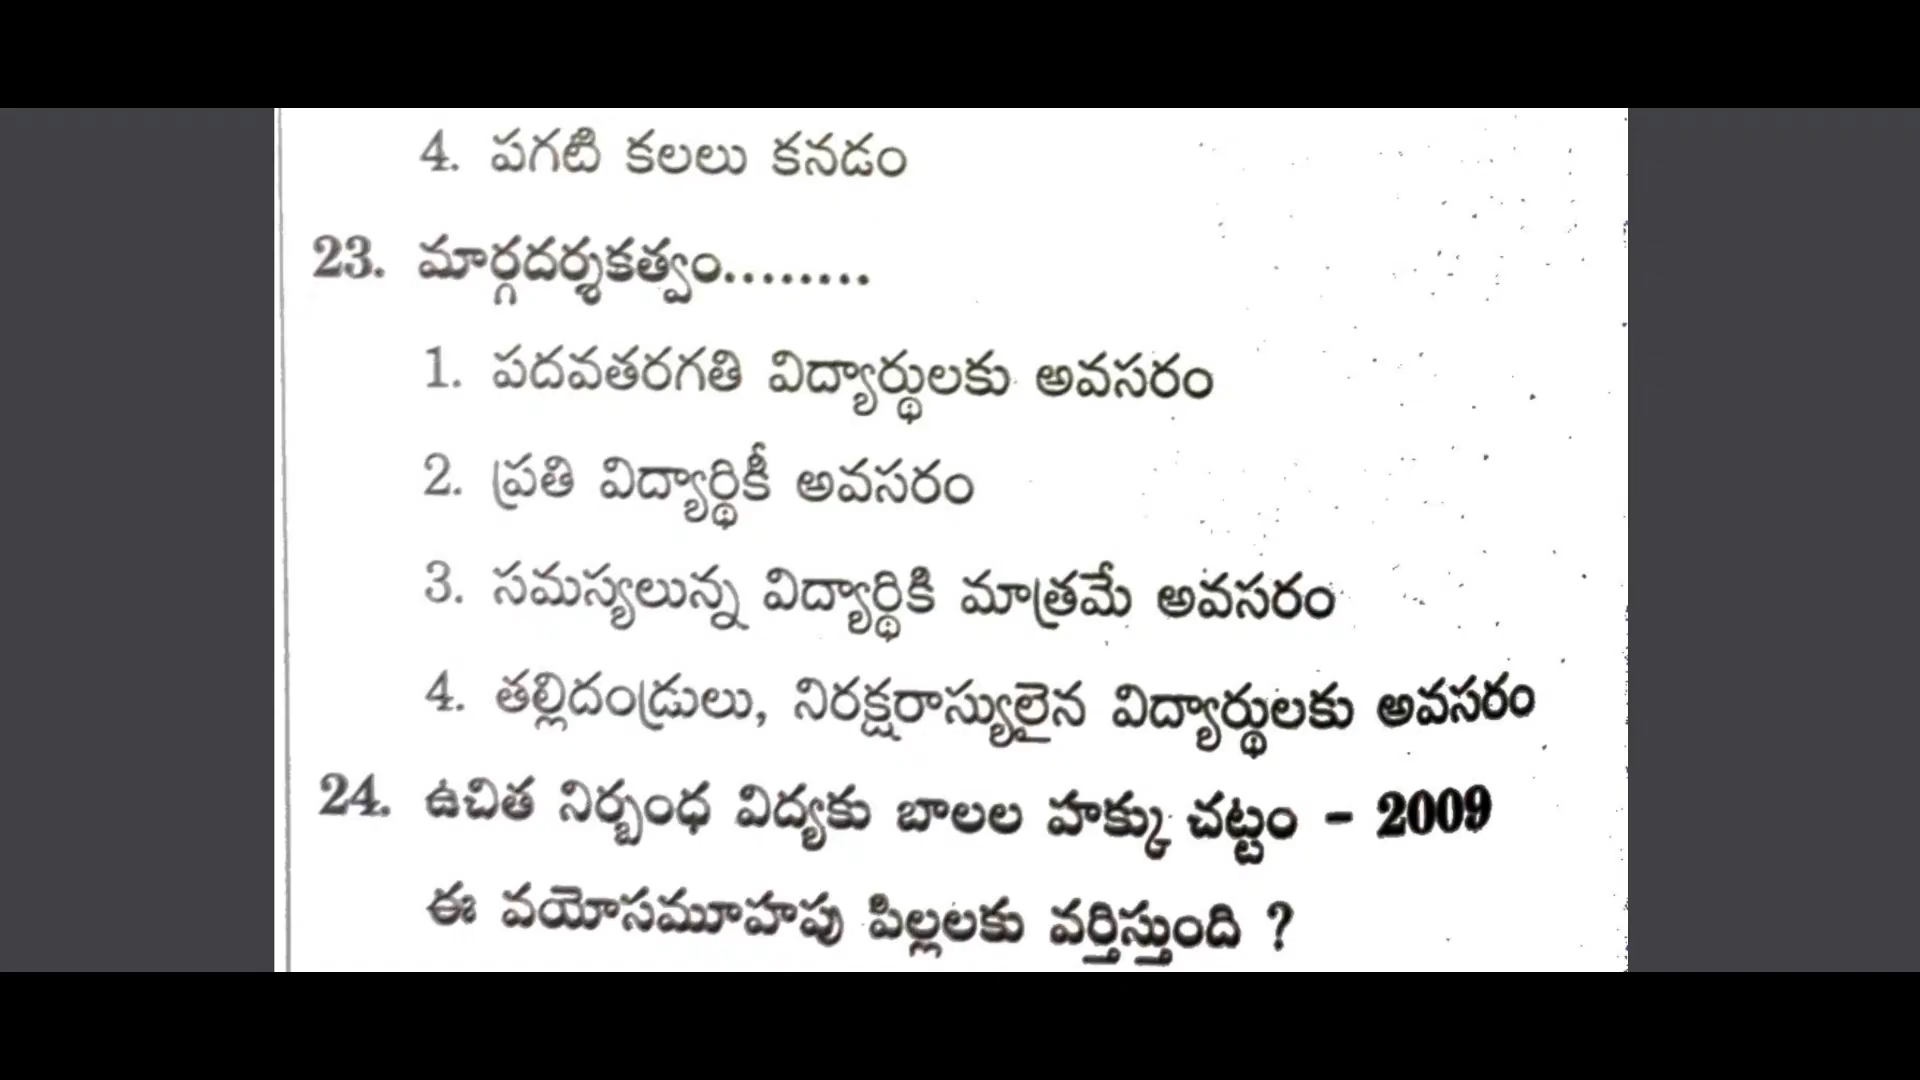 4. పగటి కలలు కనడం
23. మార్గదర్శకత్వం........
1. పదవతరగతి విద్యార్థులకు అవసరం
2. ప్రతి విద్యార్థికీ అవసరం
3. సమస్యలున్న విద్యార్థికి మాత్రమే అవసరం
4. తల్లిదండ్రులు, నిరక్షరాస్యులైన విద్యార్థులకు అవసరం
24. ఉచిత నిర్బంధ విద్యకు బాలల హక్కు చట్టం - 2009
ఈ వయోసమూహపు పిల్లలకు వర్తిస్తుంది ?